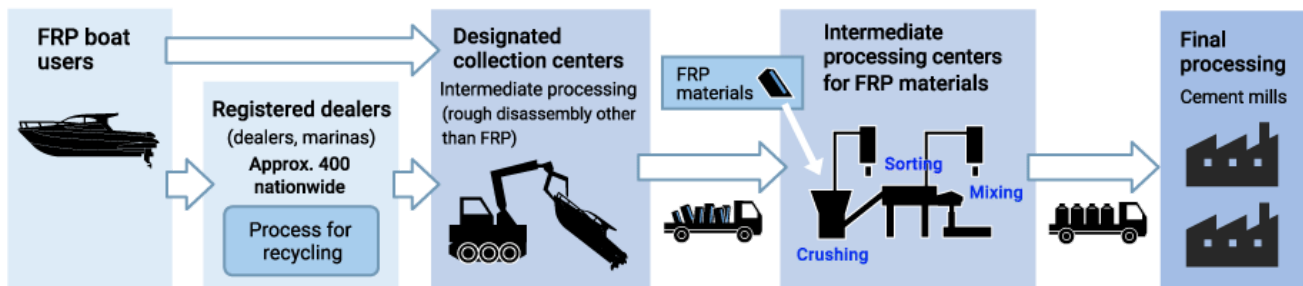 FRP boat
users
Registered dealers
(dealers, marinas)
Approx. 400
nationwide
Process for
recycling
Designated
collection centers
Intermediate processing
(rough disassembly other
than FRP)
FRP
materials
Intermediate
processing centers
for FRP materials
Crushing
Sorting
Mixing
Final
processing
Cement mills